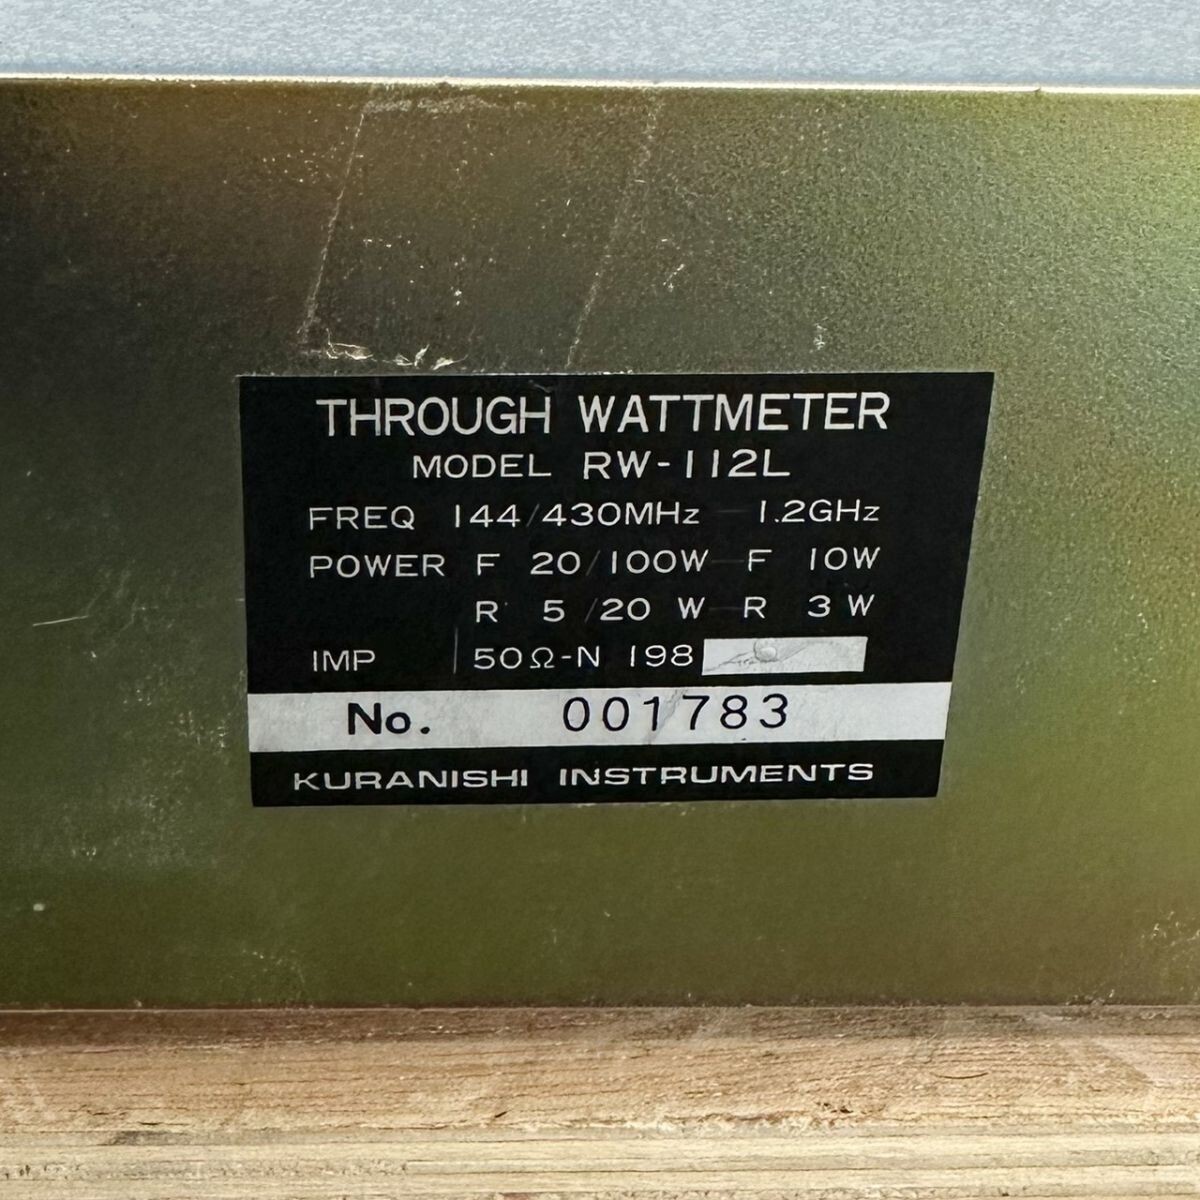 THROUGH WATTMETER
MODEL RW-112L
FREQ 144/430MHz 1.2GHz
POWER F 20/100W F 10W
R 5/20 W R 3 W
IMP 50Ω-N 198
No. 001783
KURANISHI INSTRUMENTS